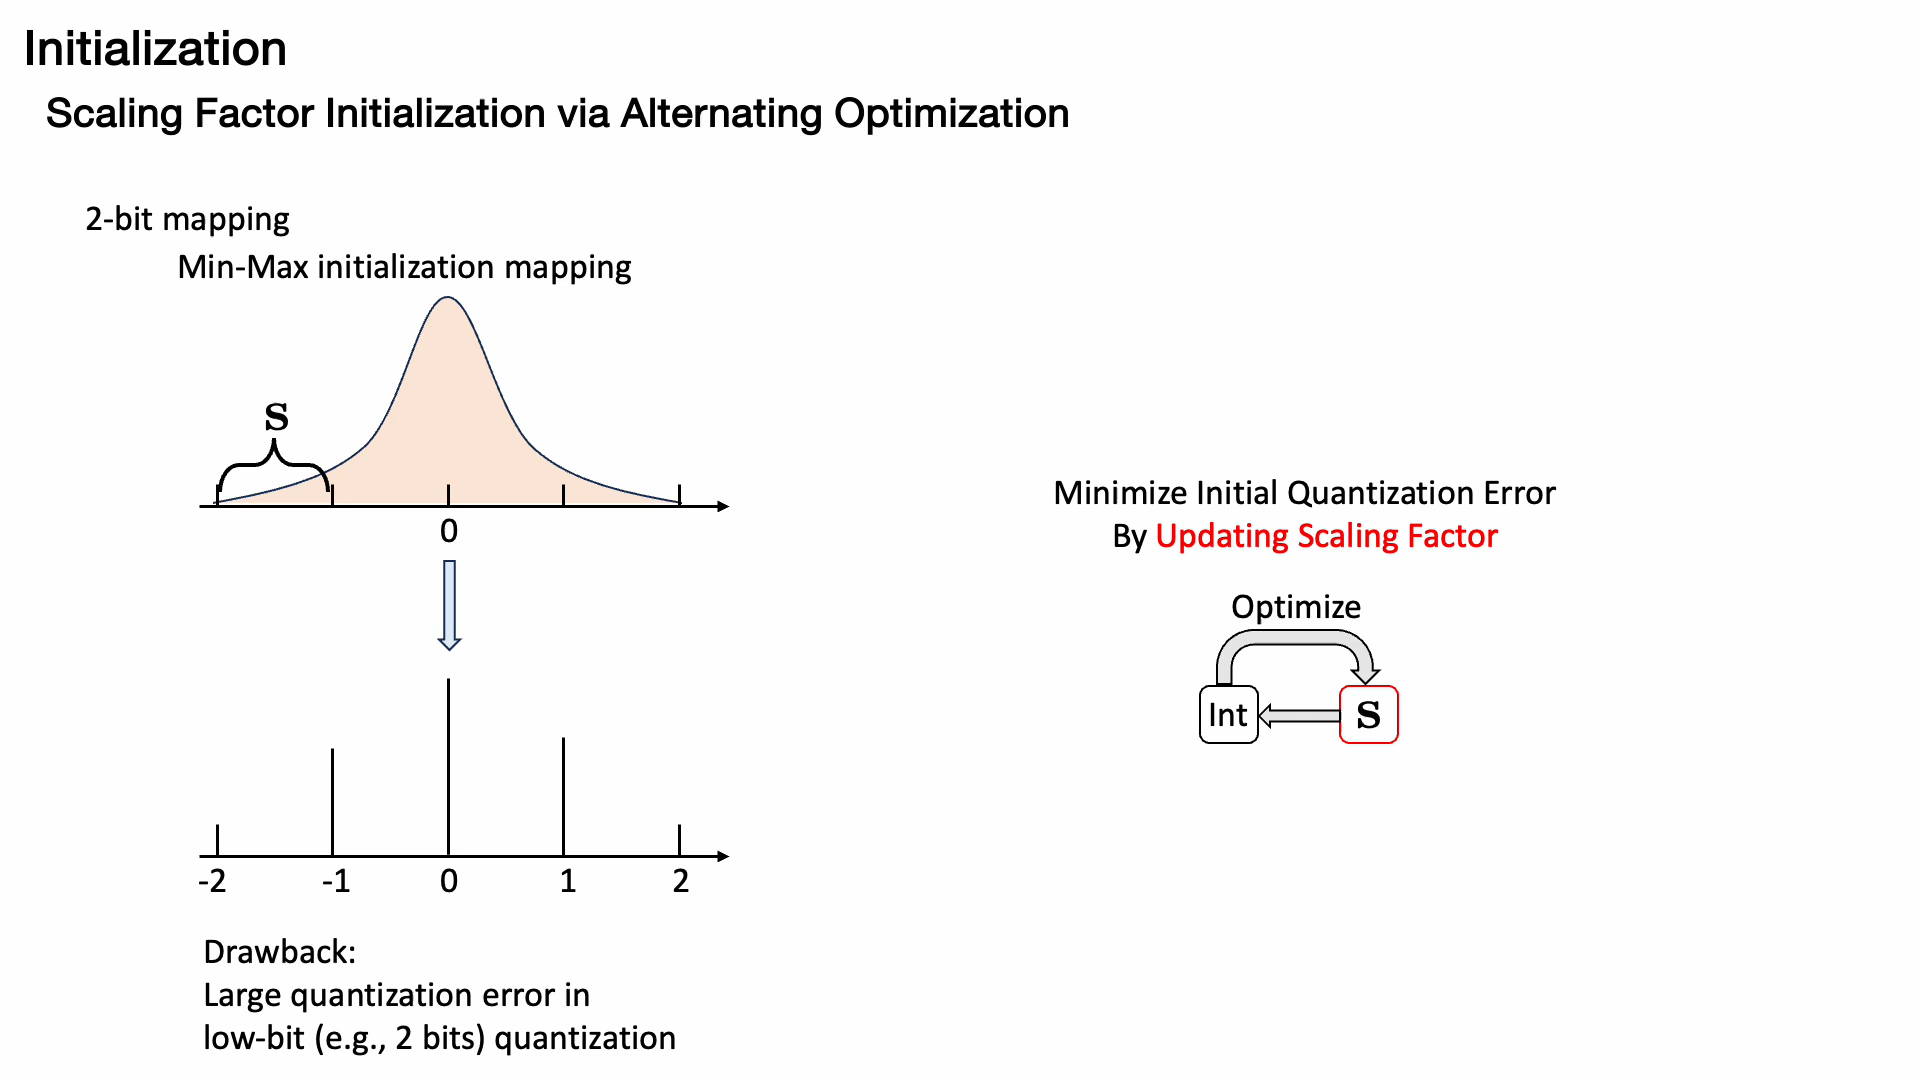 Initialization
Scaling Factor Initialization via Alternating Optimization
2-bit mapping
Min-Max initialization mapping
S
0
-2 -1 0 1 2
Drawback:
Large quantization error in
low-bit (e.g., 2 bits) quantization
Minimize Initial Quantization Error
By Updating Scaling Factor
Optimize
Int S